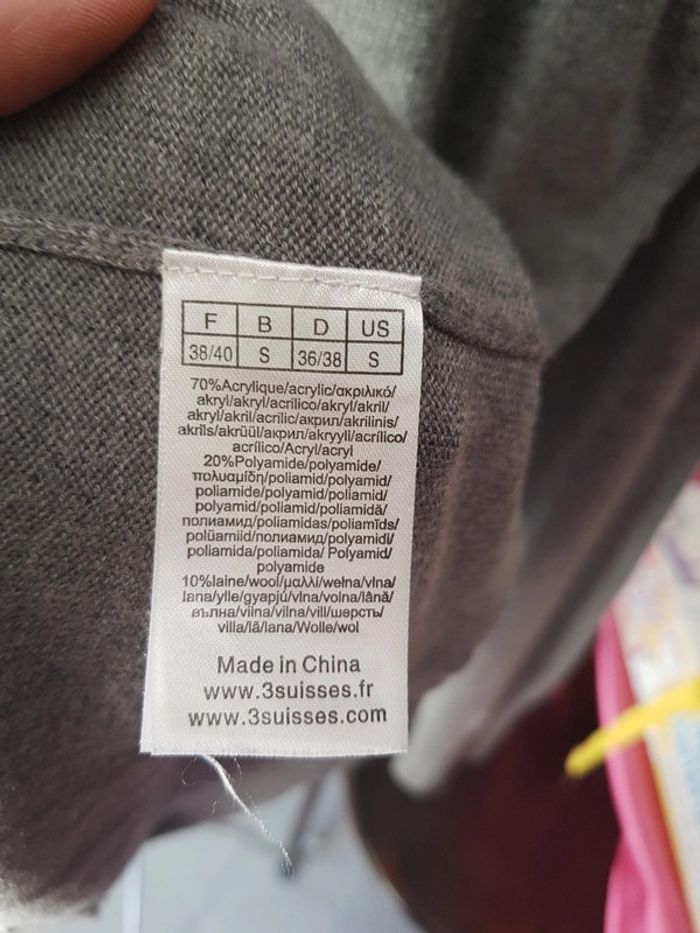 F B D US
38/40 S 36/38 S
70%Acrylique/acrylic/ακριλικό/
akryl/akryl/acrilico/akryl/akril/
akryl/akril/acrilic/акрил/akrilinis/
akrils/akrüül/акрил/akryyli/acrílico/
acrílico/Acryl/acryl
20%Polyamide/polyamide/
πολυαμίδη/poliamid/polyamid/
poliamide/polyamid/poliamid/
polyamid/poliamid/poliamidă/
полиамид/poliamidas/poliamīds/
polüamiid/полиамид/polyamidi/
poliamida/poliamida/ Polyamid/
polyamide
10%laine/wool/μαλλί/wełna/vlna/
lana/ylle/gyapjú/vlna/volna/lână/
вълна/vilna/vilna/vill/шерсть/
villa/lã/lana/Wolle/wol
Made in China
www.3suisses.fr
www.3suisses.com